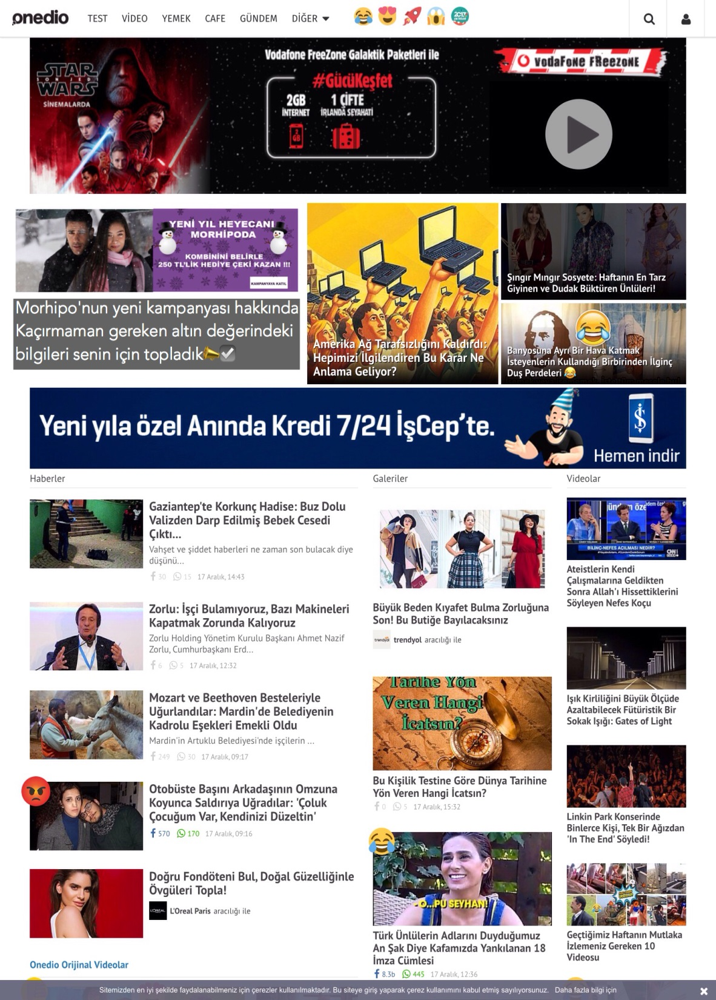 onedio
TEST VİDEO YEMEK CAFE GÜNDEM DİĞER
2017
Vodafone FreeZone Galaktik Paketleri ile
vodafone freezone
STAR WARS
SON JEDI
SİNEMALARDA
#GücüKeşfet
2GB
İNTERNET
1 ÇİFTE
İRLANDA SEYAHATİ
2 GB
YENİ YIL HEYECANI
MORHİPODA
KOMBİNİNİ BELİRLE
250 TL'LİK HEDİYE ÇEKİ KAZAN !!!
KAMPANYAYA KATIL
Morhipo'nun yeni kampanyası hakkında
Kaçırmaman gereken altın değerindeki
bilgileri senin için topladık
Amerika Ağ Tarafsızlığını Kaldırdı:
Hepimizi İlgilendiren Bu Karar Ne
Anlama Geliyor?
Şıngır Mıngır Sosyete: Haftanın En Tarz
Giyinen ve Dudak Büktüren Ünlüleri!
Banyosuna Ayrı Bir Hava Katmak
İsteyenlerin Kullandığı Birbirinden İlginç
Duş Perdeleri
Yeni yıla özel Anında Kredi 7/24 İşCep'te.
Hemen indir
Haberler
Gaziantep'te Korkunç Hadise: Buz Dolu
Valizden Darp Edilmiş Bebek Cesedi
Çıktı...
Vahşet ve şiddet haberleri ne zaman son bulacak diye
düşünü...
30 15 17 Aralık, 14:43
Zorlu: İşçi Bulamıyoruz, Bazı Makineleri
Kapatmak Zorunda Kalıyoruz
Zorlu Holding Yönetim Kurulu Başkanı Ahmet Nazif
Zorlu, Cumhurbaşkanı Erd...
6 5 17 Aralık, 12:32
Mozart ve Beethoven Besteleriyle
Uğurlandılar: Mardin'de Belediyenin
Kadrolu Eşekleri Emekli Oldu
Mardin'in Artuklu Belediyesi'nde işçilerin ...
249 30 17 Aralık, 09:17
Otobüste Başını Arkadaşının Omzuna
Koyunca Saldırıya Uğradılar: 'Çoluk
Çocuğum Var, Kendinizi Düzeltin'
570 170 17 Aralık, 09:16
Doğru Fondöteni Bul, Doğal Güzelliğinle
Övgüleri Topla!
L'OREAL
L'Oreal Paris aracılığı ile
Onedio Orijinal Videolar
Galeriler
Büyük Beden Kıyafet Bulma Zorluğuna
Son! Bu Butiğe Bayılacaksınız
trendyol
trendyol aracılığı ile
Tarihe Yön
Veren Hangi
İcatsın?
Bu Kişilik Testine Göre Dünya Tarihine
Yön Veren Hangi İcatsın?
0 5 17 Aralık, 15:32
O...PU SEYHAN!
Türk Ünlülerin Adlarını Duyduğumuz
An Şak Diye Kafamızda Yankılanan 18
İmza Cümlesi
8.3b 445 17 Aralık, 12:36
Videolar
BİLİNÇ-NEFES AÇILMASI NEDİR?
CNN
Ateistlerin Kendi
Çalışmalarına Geldikten
Sonra Allah'ı Hissettiklerini
Söyleyen Nefes Koçu
Işık Kirliliğini Büyük Ölçüde
Azaltabilecek Fütüristik Bir
Sokak Işığı: Gates of Light
Linkin Park Konserinde
Binlerce Kişi, Tek Bir Ağızdan
'In The End' Söyledi!
Geçtiğimiz Haftanın Mutlaka
İzlemeniz Gereken 10
Videosu
Sitemizden en iyi şekilde faydalanabilmeniz için çerezler kullanılmaktadır. Bu siteye giriş yaparak çerez kullanımını kabul etmiş sayılıyorsunuz. Daha fazla bilgi için